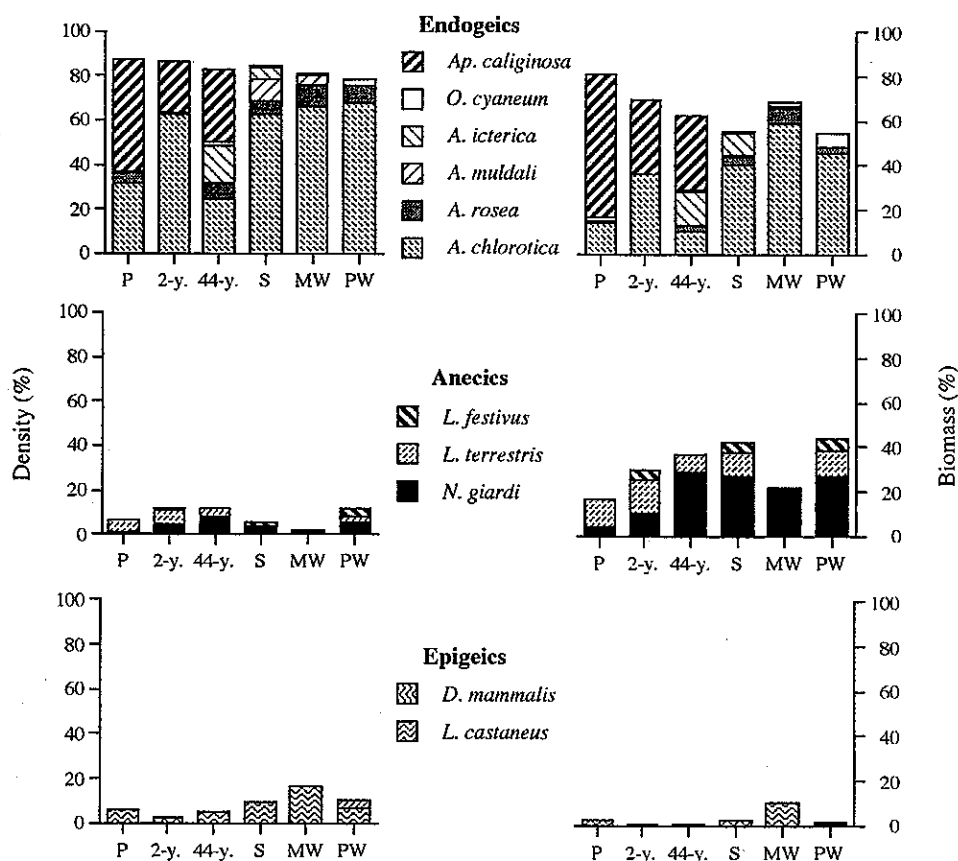 Endogeics
Ap. caliginosa
O. cyaneum
A. icterica
A. muldali
A. rosea
A. chlorotica
100
80
60
40
20
0
P 2-y. 44-y. S MW PW
100
80
60
40
20
0
P 2-y. 44-y. S MW PW
Density (%)
Biomass (%)
Anecics
L. festivus
L. terrestris
N. giardi
100
80
60
40
20
0
P 2-y. 44-y. S MW PW
100
80
60
40
20
0
P 2-y. 44-y. S MW PW
Epigeics
D. mammalis
L. castaneus
100
80
60
40
20
0
P 2-y. 44-y. S MW PW
100
80
60
40
20
0
P 2-y. 44-y. S MW PW